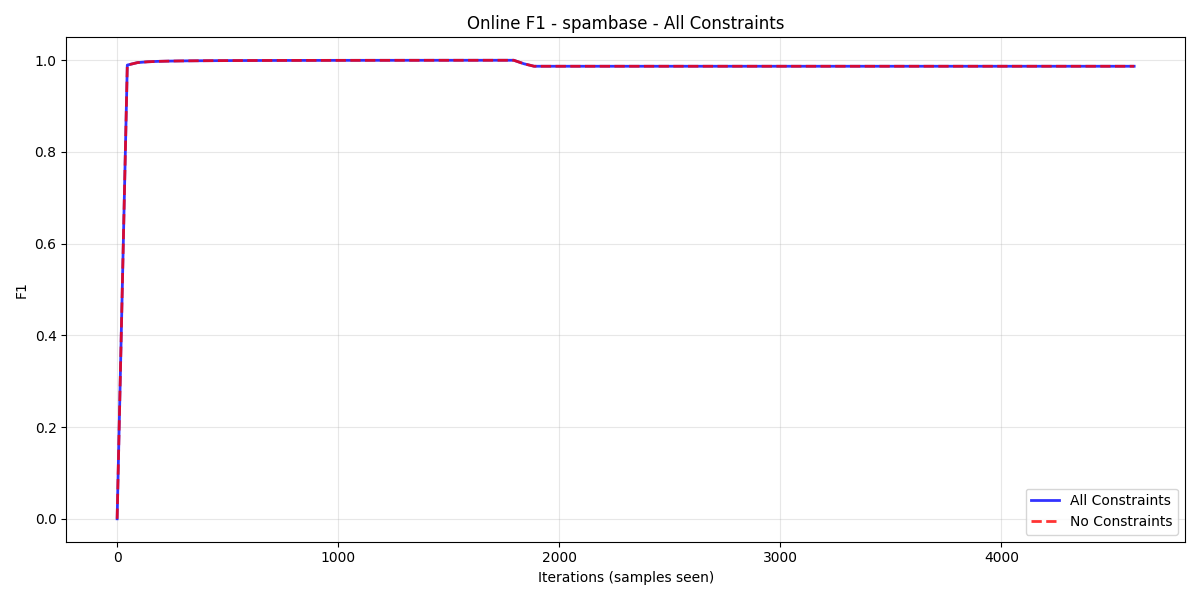 Online F1 - spambase - All Constraints
1.0
0.8
0.6
0.4
0.2
0.0
F1
0
1000
2000
3000
4000
Iterations (samples seen)
All Constraints
No Constraints